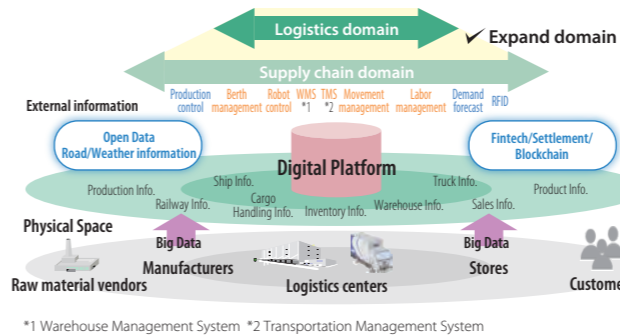 Logistics domain
✓ Expand domain
Supply chain domain
External information
Production control
Berth management
Robot control
WMS *1
TMS *2
Movement management
Labor management
Demand forecast
RFID
Open Data
Road/Weather information
Fintech/Settlement/
Blockchain
Digital Platform
Production Info.
Ship Info.
Truck Info.
Product Info.
Railway Info.
Cargo
Handling Info.
Inventory Info.
Warehouse Info.
Sales Info.
Physical Space
Big Data
Big Data
Raw material vendors
Manufacturers
Logistics centers
Stores
Custome
*1 Warehouse Management System *2 Transportation Management System